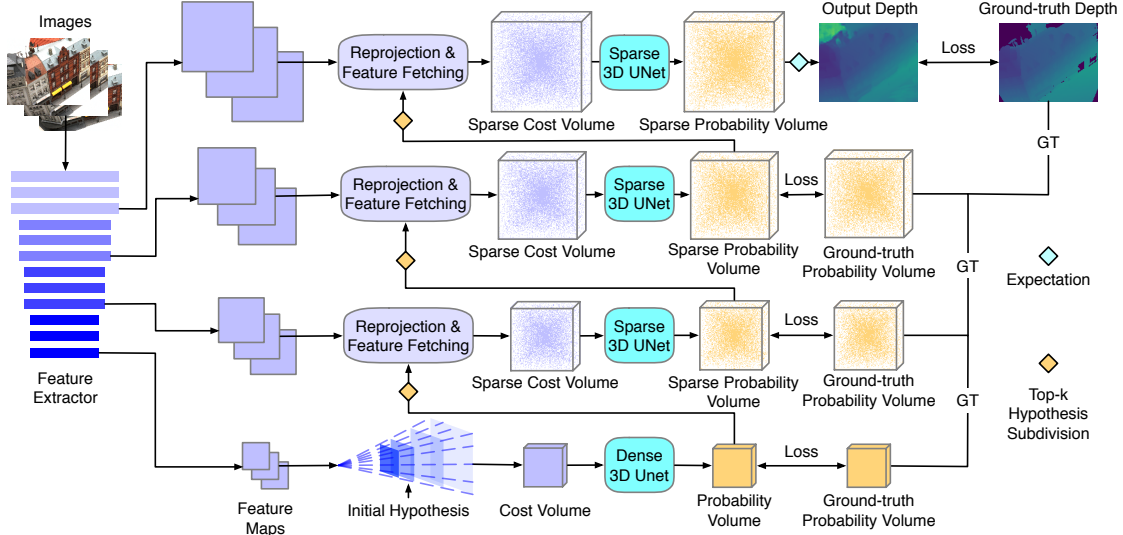 Images
Output Depth
Ground-truth Depth
Reprojection &
Feature Fetching
Sparse
3D UNet
Loss
Sparse Cost Volume
Sparse Probability Volume
GT
Reprojection &
Feature Fetching
Sparse
3D UNet
Loss
Sparse Cost Volume
Sparse Probability
Volume
Ground-truth
Probability Volume
GT
Expectation
Reprojection &
Feature Fetching
Sparse
3D UNet
Loss
Sparse Cost Volume
Sparse Probability
Volume
Ground-truth
Probability Volume
GT
Feature
Extractor
Top-k
Hypothesis
Subdivision
Dense
3D Unet
Loss
Feature
Maps
Initial Hypothesis
Cost Volume
Probability
Volume
Ground-truth
Probability Volume